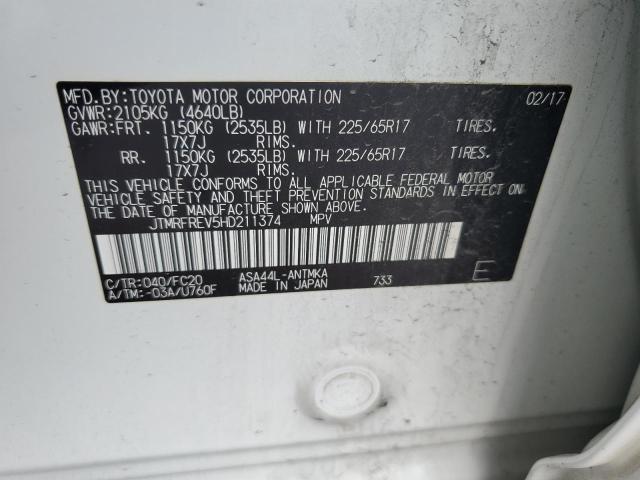 MFD.BY:TOYOTA MOTOR CORPORATION 02/17
GVWR:2105KG (4640LB)
GAWR:FRT. 1150KG (2535LB) WITH 225/65R17 TIRES.
17X7J RIMS.
RR. 1150KG (2535LB) WITH 225/65R17 TIRES.
17X7J RIMS.
THIS VEHICLE CONFORMS TO ALL APPLICABLE FEDERAL MOTOR
VEHICLE SAFETY AND THEFT PREVENTION STANDARDS IN EFFECT ON
THE DATE OF MANUFACTURE SHOWN ABOVE.
JTMRFREV5HD211374 MPV
C/TR:040/FC20 ASA44L-ANTMKA 733 E
A/TM:-03A/U760F MADE IN JAPAN